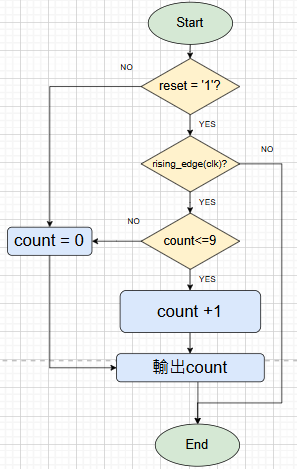 Start
NO
reset = '1'?
YES
NO
rising_edge(clk)?
YES
NO
count = 0
count<=9
YES
count +1
輸出count
End